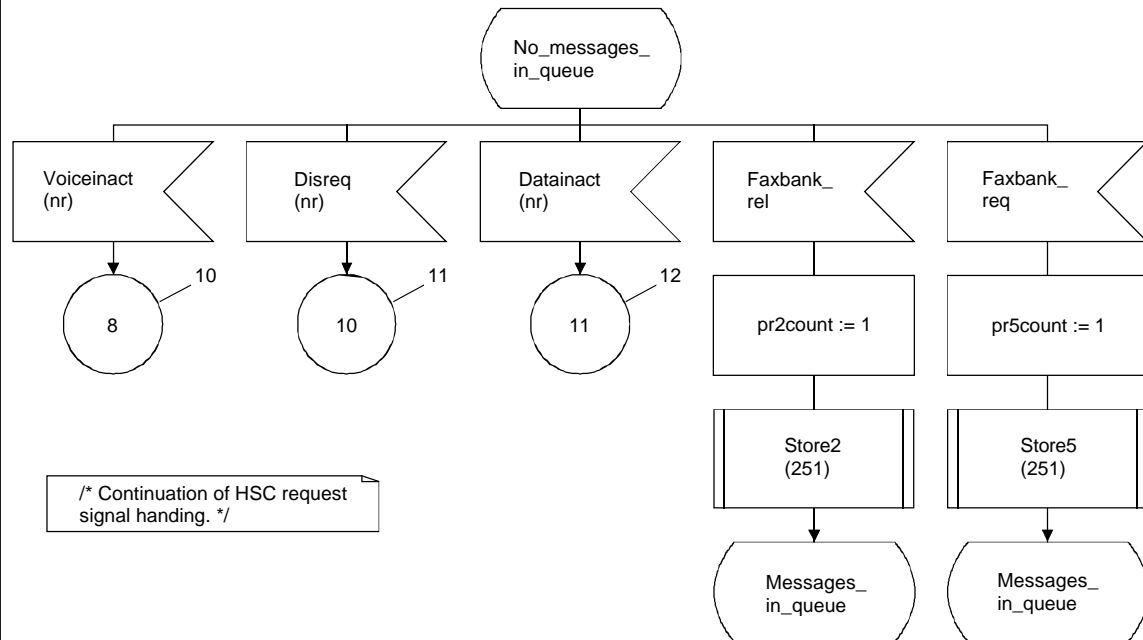 No_messages_
in_queue
Voiceinact
(nr)
Disreq
(nr)
Datainact
(nr)
Faxbank_
rel
Faxbank_
req
10
8
11
10
12
11
pr2count := 1
pr5count := 1
Store2
(251)
Store5
(251)
/* Continuation of HSC request
signal handing. */
Messages_
in_queue
Messages_
in_queue